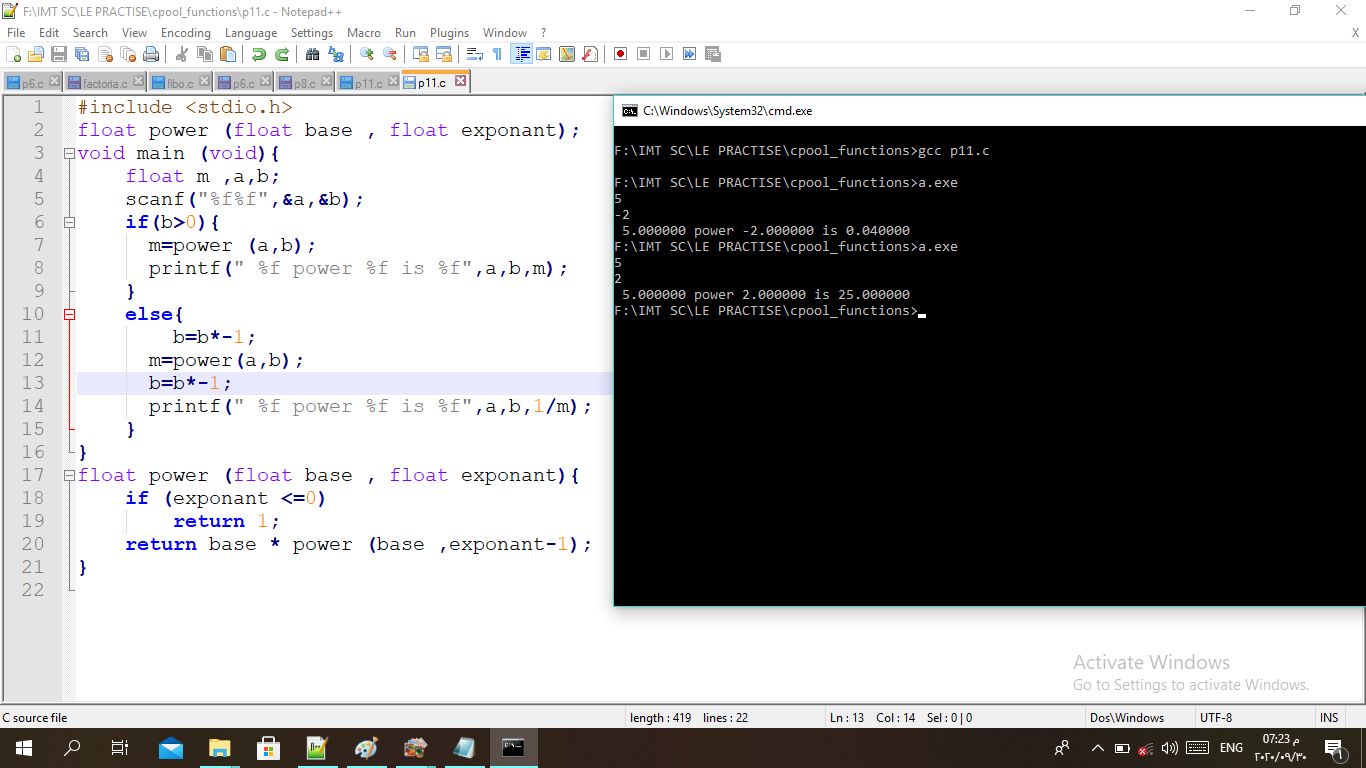 F:\IMT SC\LE PRACTISE\cpool_functions\p11.c - Notepad++
File Edit Search View Encoding Language Settings Macro Run Plugins Window ? X
p6.c factoria.c fibo.c p6.c p8.c p11.c p11.c
1 #include <stdio.h>
2 float power (float base , float exponant);
3 void main (void){
4 float m ,a,b;
5 scanf("%f%f",&a,&b);
6 if(b>0){
7 m=power (a,b);
8 printf(" %f power %f is %f",a,b,m);
9 }
10 else{
11 b=b*-1;
12 m=power(a,b);
13 b=b*-1;
14 printf(" %f power %f is %f",a,b,1/m);
15 }
16 }
17 float power (float base , float exponant){
18 if (exponant <=0)
19 return 1;
20 return base * power (base ,exponant-1);
21 }
22
C:\Windows\System32\cmd.exe
F:\IMT SC\LE PRACTISE\cpool_functions>gcc p11.c
F:\IMT SC\LE PRACTISE\cpool_functions>a.exe
5
-2
5.000000 power -2.000000 is 0.040000
F:\IMT SC\LE PRACTISE\cpool_functions>a.exe
5
2
5.000000 power 2.000000 is 25.000000
F:\IMT SC\LE PRACTISE\cpool_functions>
Activate Windows
Go to Settings to activate Windows.
C source file length : 419 lines : 22 Ln : 13 Col : 14 Sel : 0 | 0 Dos\Windows UTF-8 INS
ENG
07:23 م
٢٠٢٠/٠٩/٣٠
1